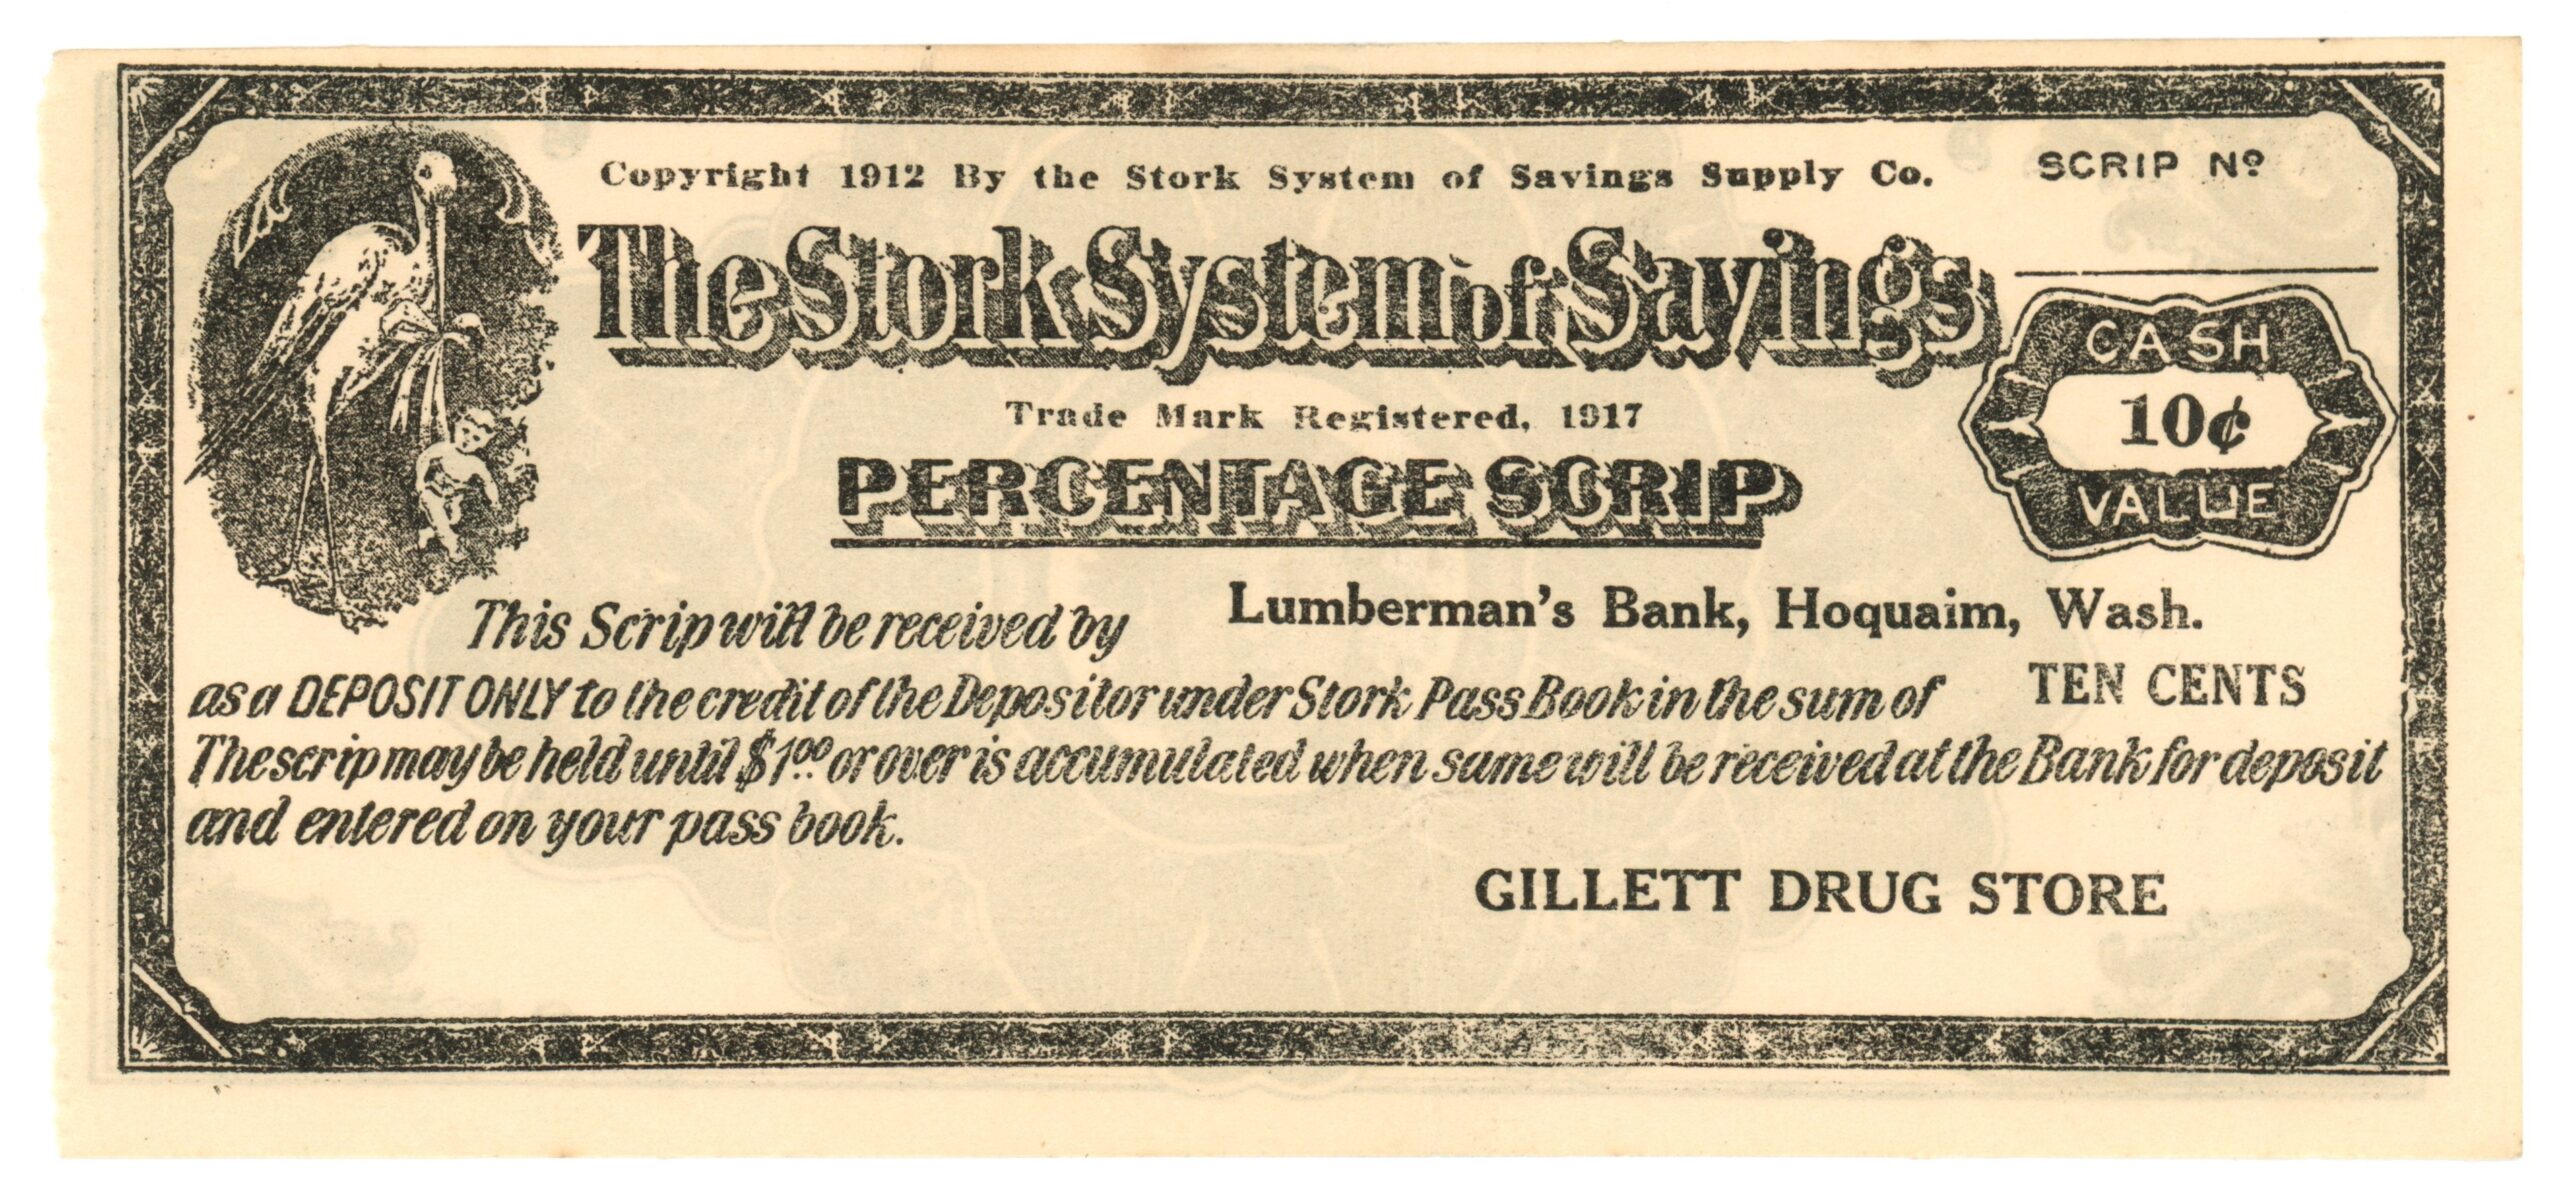 Copyright 1912 By the Stork System of Savings Supply Co.
SCRIP Nº
The Stork System of Savings
Trade Mark Registered, 1917
CASH
10¢
VALUE
PERCENTAGE SCRIP
This Scrip will be received by Lumberman's Bank, Hoquaim, Wash.
as a DEPOSIT ONLY to the credit of the Depositor under Stork Pass Book in the sum of TEN CENTS
The scrip may be held until $1.00 or over is accumulated when same will be received at the Bank for deposit
and entered on your pass book.
GILLETT DRUG STORE